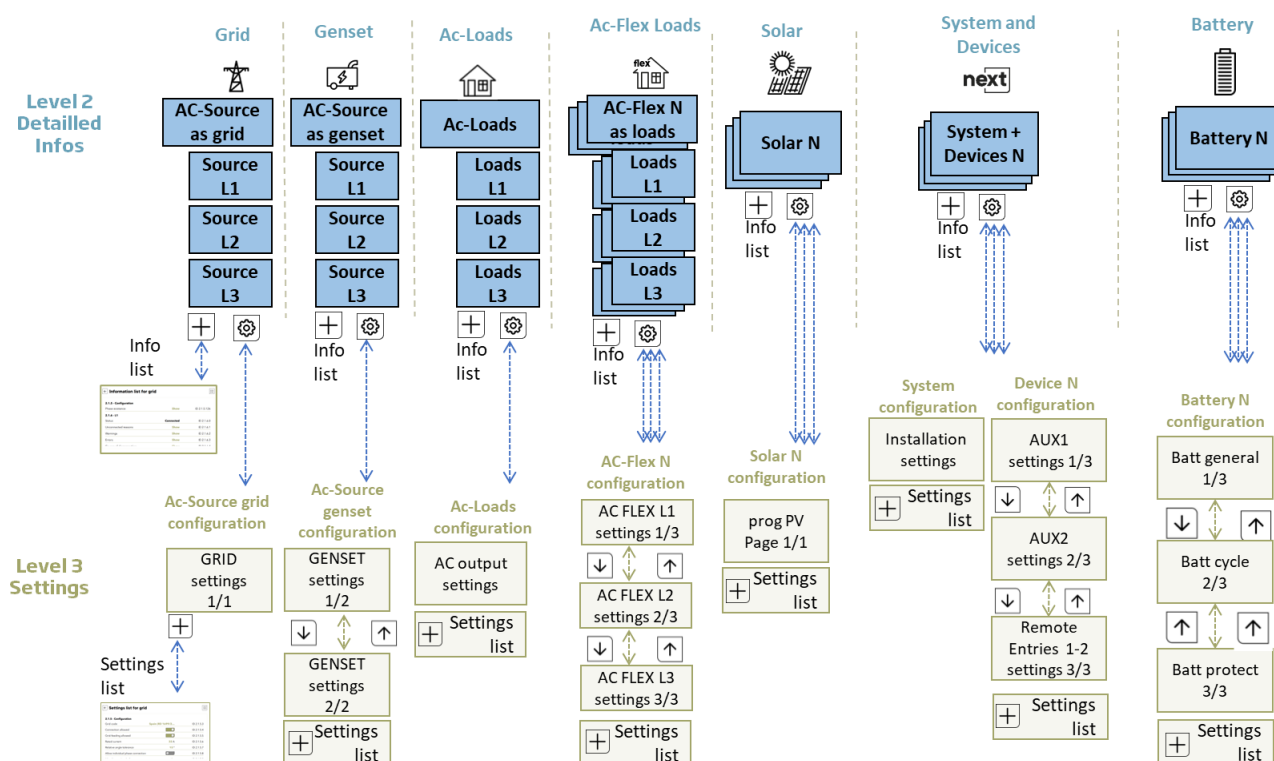 Grid
Genset
Ac-Loads
Ac-Flex Loads
Solar
System and
Devices
Battery
flex
next
Level 2
Detailled
Infos
AC-Source
as grid
Source
L1
Source
L2
Source
L3
Info
list
AC-Source
as genset
Source
L1
Source
L2
Source
L3
Info
list
Ac-Loads
Loads
L1
Loads
L2
Loads
L3
Info
list
AC-Flex N
as loads
Loads
L1
Loads
L2
Loads
L3
Info
list
Solar N
Info
list
System +
Devices N
Info
list
Battery N
Info
list
Information list for grid
Level 3
Settings
Ac-Source grid
configuration
GRID
settings
1/1
Settings
list
Settings list for grid
Ac-Source
genset
configuration
GENSET
settings
1/2
GENSET
settings
2/2
Settings
list
Ac-Loads
configuration
AC output
settings
Settings
list
AC-Flex N
configuration
AC FLEX L1
settings 1/3
AC FLEX L2
settings 2/3
AC FLEX L3
settings 3/3
Settings
list
Solar N
configuration
prog PV
Page 1/1
Settings
list
System
configuration
Installation
settings
Settings
list
Device N
configuration
AUX1
settings 1/3
AUX2
settings 2/3
Remote
Entries 1-2
settings 3/3
Settings
list
Battery N
configuration
Batt general
1/3
Batt cycle
2/3
Batt protect
3/3
Settings
list